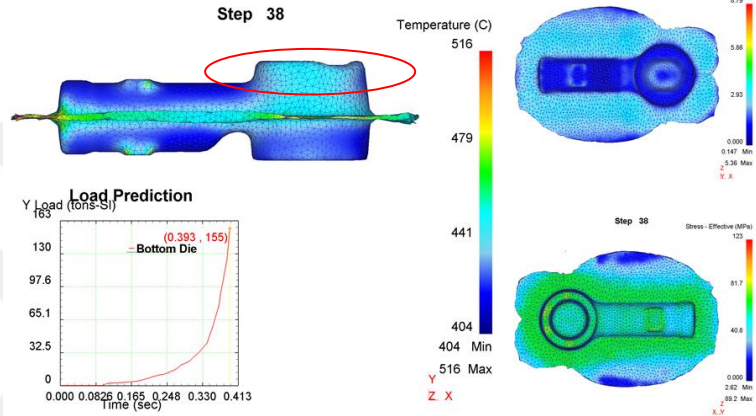 Step 38
Temperature (C)
516
479
441
404
404 Min
516 Max
Y
Z X
Load Prediction
Y Load (tons-SI)
163
130
97.6
65.1
32.5
0
(0.393 , 155)
Bottom Die
0.000 0.0826 0.165 0.248 0.330 0.413
Time (sec)
5.86
2.93
0.000
0.147 Min
5.36 Max
Z
Y X
Step 38
Stress - Effective (MPa)
123
81.7
40.8
0.000
2.62 Min
89.2 Max
Z
X Y